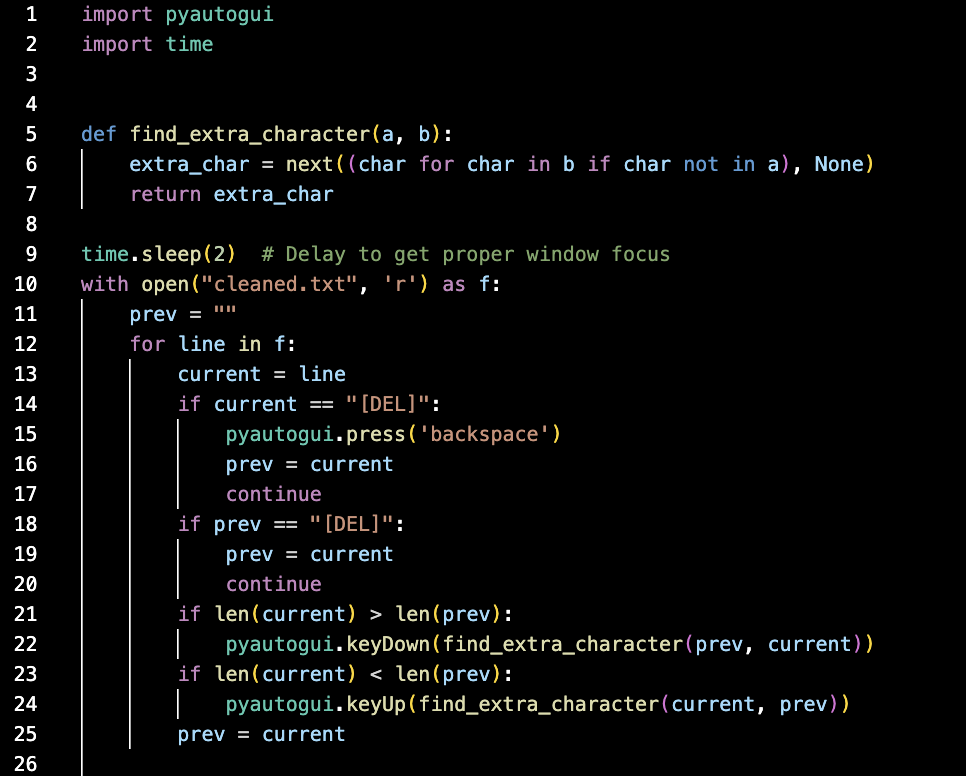 1 import pyautogui
2 import time
3
4
5 def find_extra_character(a, b):
6     extra_char = next((char for char in b if char not in a), None)
7     return extra_char
8
9 time.sleep(2)  # Delay to get proper window focus
10 with open("cleaned.txt", 'r') as f:
11     prev = ""
12     for line in f:
13         current = line
14         if current == "[DEL]":
15             pyautogui.press('backspace')
16             prev = current
17             continue
18         if prev == "[DEL]":
19             prev = current
20             continue
21         if len(current) > len(prev):
22             pyautogui.keyDown(find_extra_character(prev, current))
23         if len(current) < len(prev):
24             pyautogui.keyUp(find_extra_character(current, prev))
25         prev = current
26